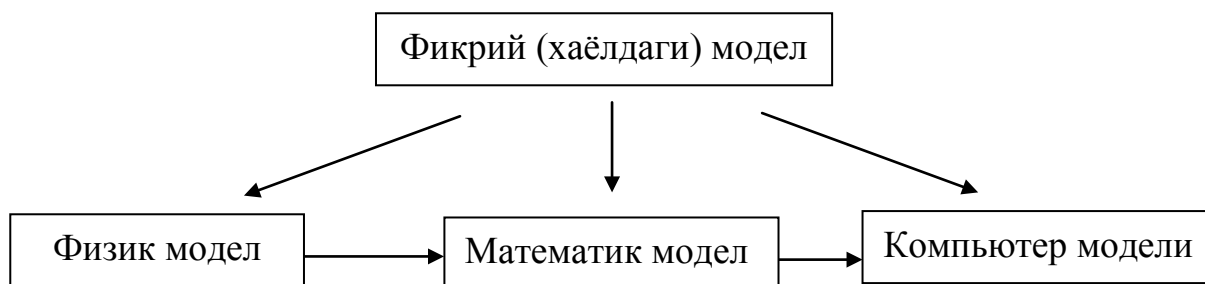 Фикрий (хаёлдаги) модел
Физик модел
Математик модел
Компьютер модели